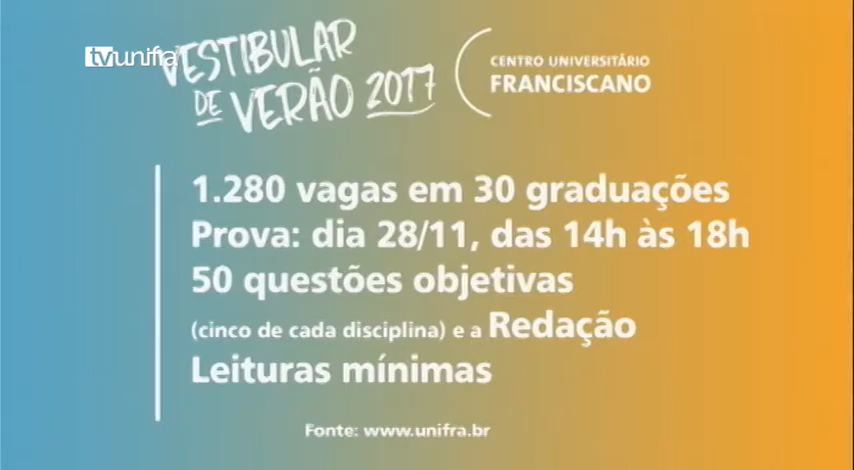 tvunifra
VESTIBULAR
DE VERÃO 2017
CENTRO UNIVERSITÁRIO
FRANCISCANO
1.280 vagas em 30 graduações
Prova: dia 28/11, das 14h às 18h
50 questões objetivas
(cinco de cada disciplina) e a Redação
Leituras mínimas
Fonte: www.unifra.br